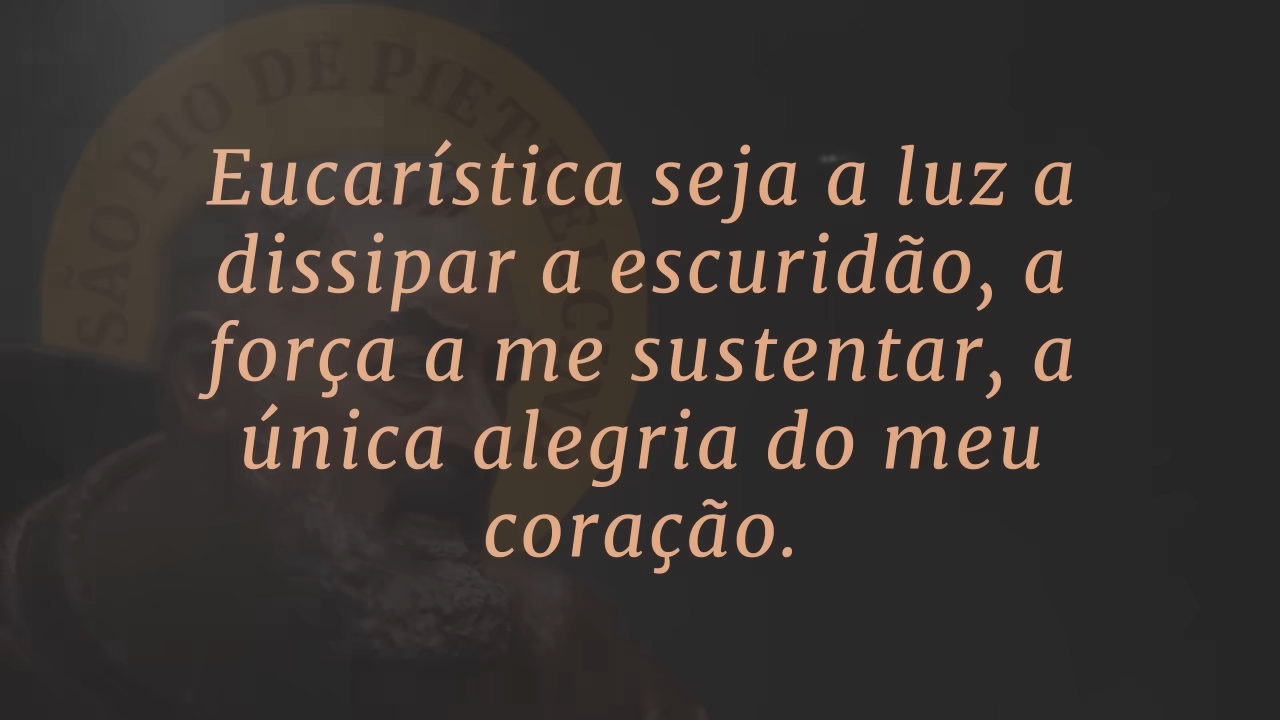 SÃO PIO DE PIETRELCINA
Eucarística seja a luz a
dissipar a escuridão, a
força a me sustentar, a
única alegria do meu
coração.